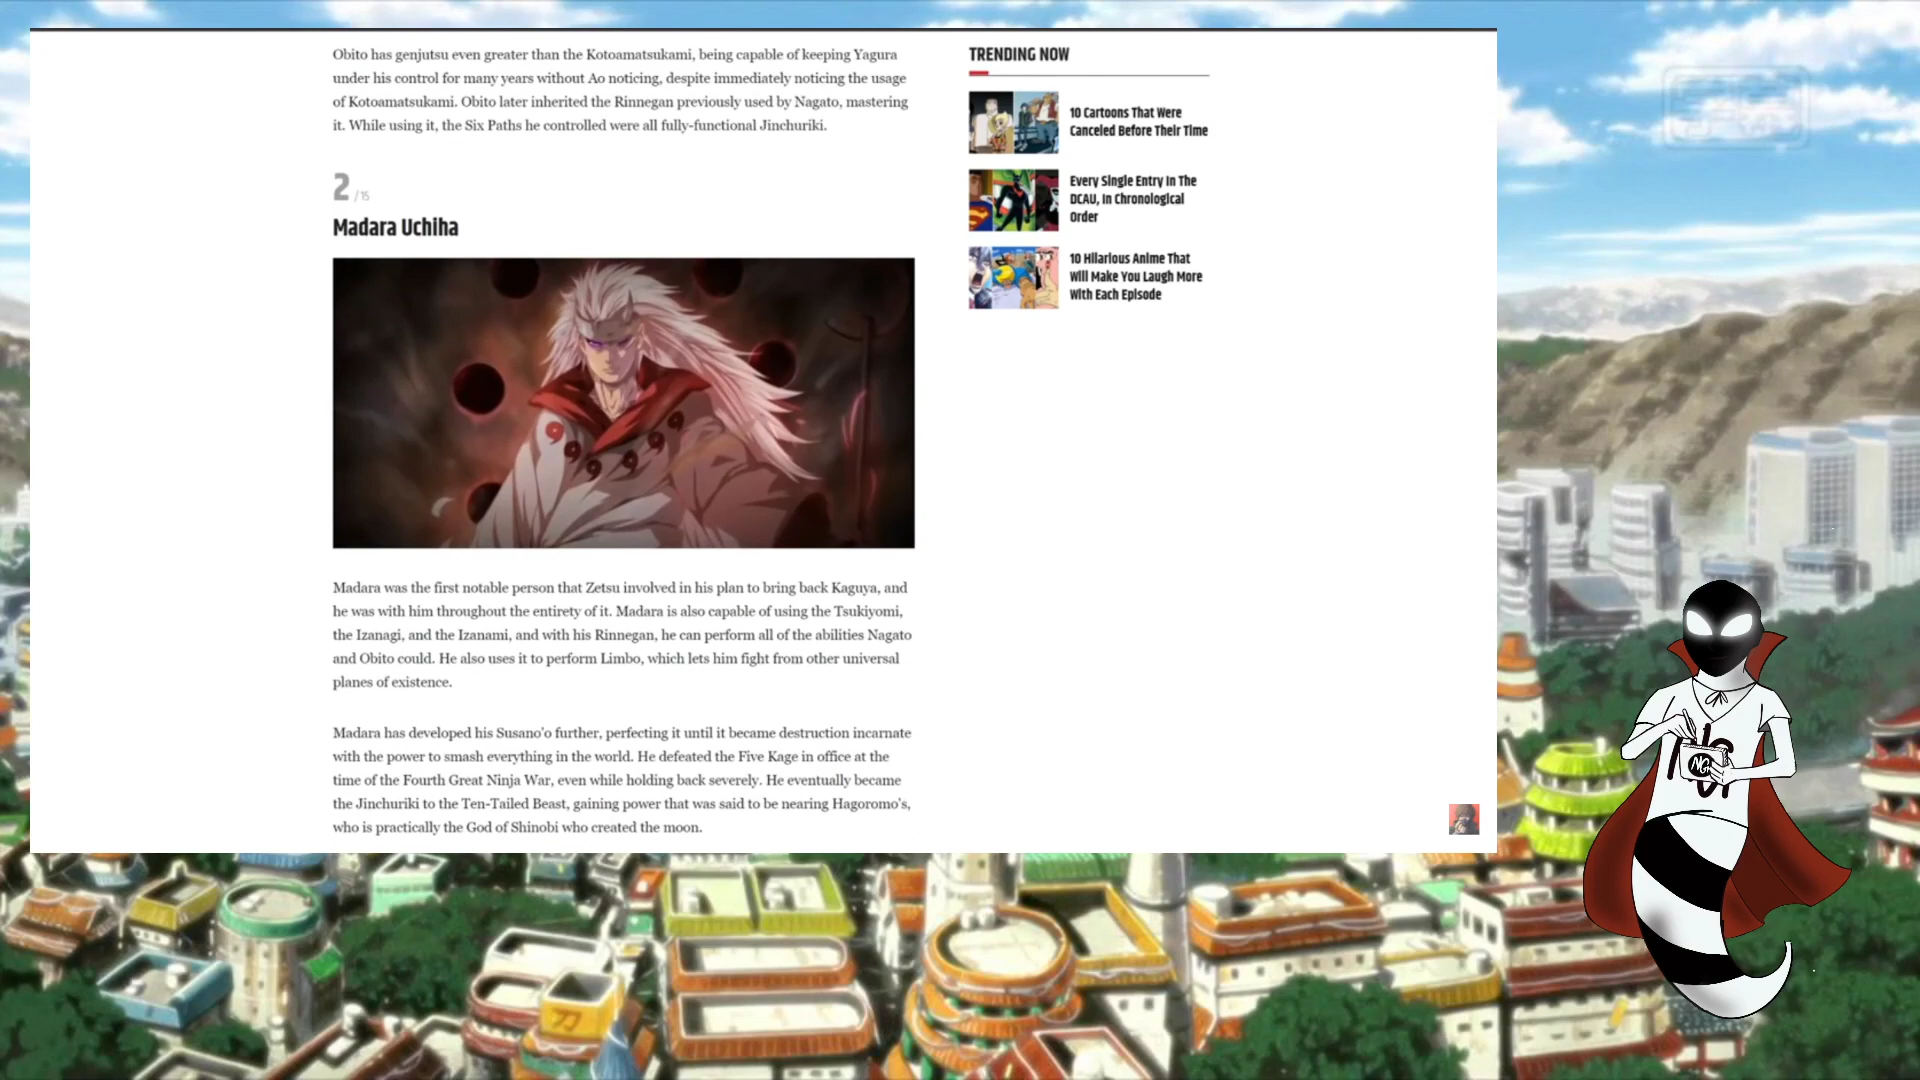 Obito has genjutsu even greater than the Kotoamatsukami, being capable of keeping Yagura
under his control for many years without Ao noticing, despite immediately noticing the usage
of Kotoamatsukami. Obito later inherited the Rinnegan previously used by Nagato, mastering
it. While using it, the Six Paths he controlled were all fully-functional Jinchuriki.
2 / 15
Madara Uchiha
Madara was the first notable person that Zetsu involved in his plan to bring back Kaguya, and
he was with him throughout the entirety of it. Madara is also capable of using the Tsukiyomi,
the Izanagi, and the Izanami, and with his Rinnegan, he can perform all of the abilities Nagato
and Obito could. He also uses it to perform Limbo, which lets him fight from other universal
planes of existence.
Madara has developed his Susano'o further, perfecting it until it became destruction incarnate
with the power to smash everything in the world. He defeated the Five Kage in office at the
time of the Fourth Great Ninja War, even while holding back severely. He eventually became
the Jinchuriki to the Ten-Tailed Beast, gaining power that was said to be nearing Hagoromo's,
who is practically the God of Shinobi who created the moon.
TRENDING NOW
10 Cartoons That Were
Canceled Before Their Time
Every Single Entry In The
DCAU, In Chronological
Order
10 Hilarious Anime That
Will Make You Laugh More
With Each Episode
NG